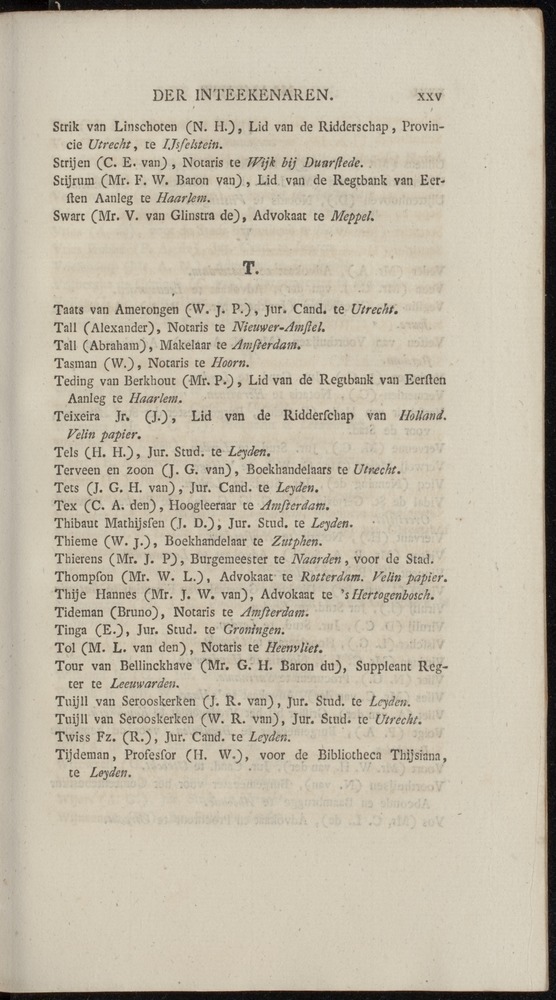 DER INTEEKENAREN. XXV
Strik van Linschoten (N. H.), Lid van de Ridderschap, Provin-
cie Utrecht, te IJsſelstein.
Strijen (C. E. van), Notaris te Wijk bij Duurſtede.
Stijrum (Mr. F. W. Baron van), Lid van de Regtbank van Eer-
ſten Aanleg te Haarlem.
Swart (Mr. V. van Glinstra de), Advokaat te Meppel.
T.
Taats van Amerongen (W. J. P.), Jur. Cand. te Utrecht.
Tall (Alexander), Notaris te Nieuwer-Amſtel.
Tall (Abraham), Makelaar te Amſterdam.
Tasman (W.), Notaris te Hoorn.
Teding van Berkhout (Mr. P.), Lid van de Regtbank van Eerſten
Aanleg te Haarlem.
Teixeira Jr. (J.), Lid van de Ridderſchap van Holland.
Velin papier.
Tels (H. H.), Jur. Stud. te Leyden.
Terveen en zoon (J. G. van), Boekhandelaars te Utrecht.
Tets (J. G. H. van), Jur. Cand. te Leyden.
Tex (C. A. den), Hoogleeraar te Amſterdam.
Thibaut Mathijsſen (J. D.), Jur. Stud. te Leyden.
Thieme (W. J.), Boekhandelaar te Zutphen.
Thierens (Mr. J. P), Burgemeester te Naarden, voor de Stad.
Thompſon (Mr. W. L.), Advokaat te Rotterdam. Velin papier.
Thije Hannes (Mr. J. W. van), Advokaat te 's Hertogenbosch.
Tideman (Bruno), Notaris te Amſterdam.
Tinga (E.), Jur. Stud. te Groningen.
Tol (M. L. van den), Notaris te Heenvliet.
Tour van Bellinckhave (Mr. G. H. Baron du), Suppleant Reg-
ter te Leeuwarden.
Tuijll van Serooskerken (J. R. van), Jur. Stud. te Leyden.
Tuijll van Serooskerken (W. R. van), Jur. Stud. te Utrecht.
Twiss Fz. (R.), Jur. Cand. te Leyden.
Tijdeman, Profesſor (H. W.), voor de Bibliotheca Thijsiana,
te Leyden.